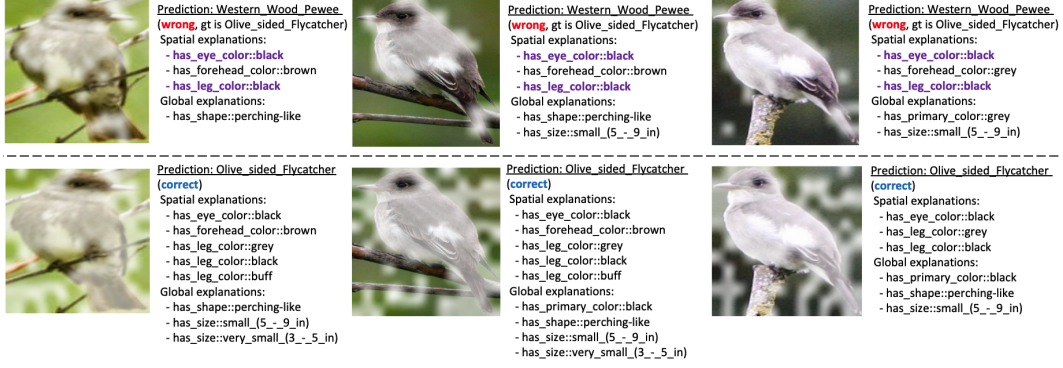 Prediction: Western_Wood_Pewee
(wrong, gt is Olive_sided_Flycatcher)
Spatial explanations:
- has_eye_color::black
- has_forehead_color::brown
- has_leg_color::black
Global explanations:
- has_shape::perching-like
Prediction: Western_Wood_Pewee
(wrong, gt is Olive_sided_Flycatcher)
Spatial explanations:
- has_eye_color::black
- has_forehead_color::brown
- has_leg_color::black
Global explanations:
- has_shape::perching-like
- has_size::small_(5_-_9_in)
Prediction: Western_Wood_Pewee
(wrong, gt is Olive_sided_Flycatcher)
Spatial explanations:
- has_eye_color::black
- has_forehead_color::grey
- has_leg_color::black
Global explanations:
- has_primary_color::grey
- has_size::small_(5_-_9_in)
Prediction: Olive_sided_Flycatcher
(correct)
Spatial explanations:
- has_eye_color::black
- has_forehead_color::brown
- has_leg_color::grey
- has_leg_color::black
- has_leg_color::buff
Global explanations:
- has_shape::perching-like
- has_size::small_(5_-_9_in)
- has_size::very_small_(3_-_5_in)
Prediction: Olive_sided_Flycatcher
(correct)
Spatial explanations:
- has_eye_color::black
- has_forehead_color::brown
- has_leg_color::grey
- has_leg_color::black
- has_leg_color::buff
Global explanations:
- has_primary_color::black
- has_shape::perching-like
- has_size::small_(5_-_9_in)
- has_size::very_small_(3_-_5_in)
Prediction: Olive_sided_Flycatcher
(correct)
Spatial explanations:
- has_eye_color::black
- has_leg_color::grey
- has_leg_color::black
Global explanations:
- has_primary_color::black
- has_shape::perching-like
- has_size::small_(5_-_9_in)